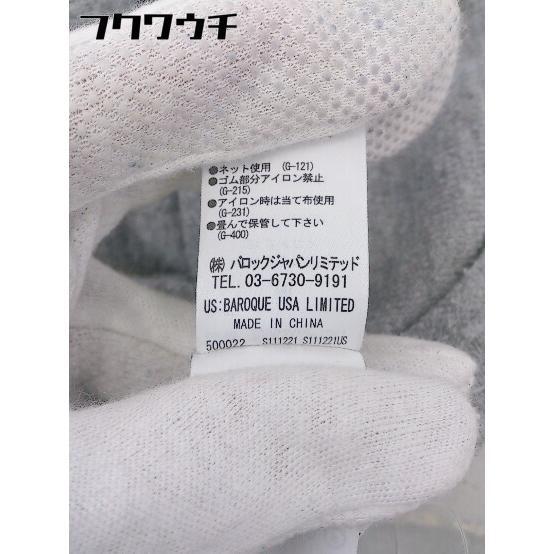 フクワウチ
●ネット使用 (G-121)
●ゴム部分アイロン禁止
(G-215)
●アイロン時は当て布使用
(G-231)
●畳んで保管して下さい
(G-400)
㈱バロックジャパンリミテッド
TEL. 03-6730-9191
US:BAROQUE USA LIMITED
MADE IN CHINA
500022 S111221 S111221US